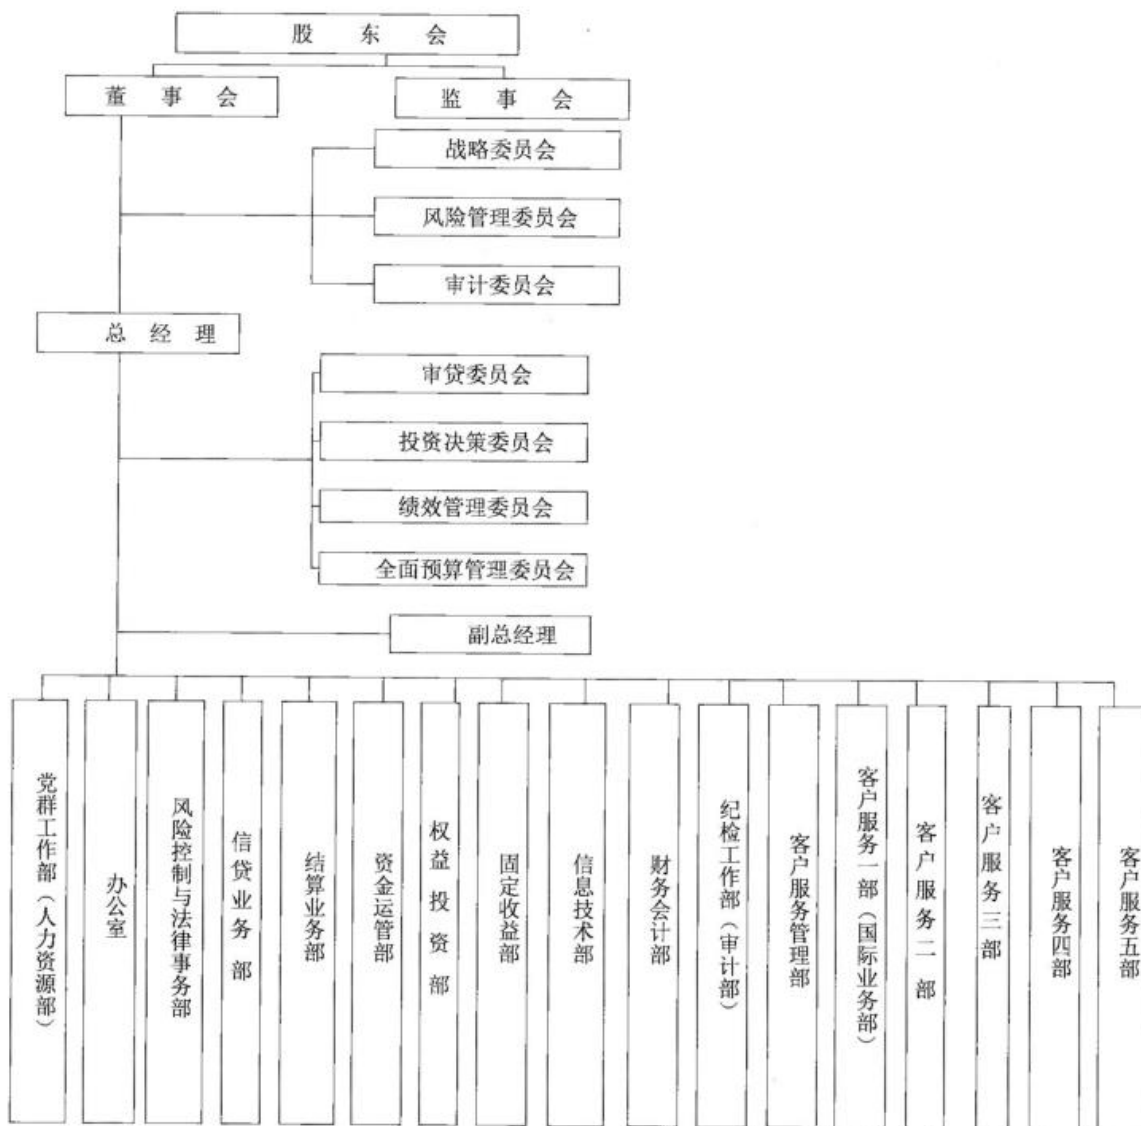 股 东 会
董 事 会
监 事 会
战略委员会
风险管理委员会
审计委员会
总 经 理
审贷委员会
投资决策委员会
绩效管理委员会
全面预算管理委员会
副总经理
党群工作部（人力资源部）
办公室
风险控制与法律事务部
信贷业务部
结算业务部
资金运管部
权益投资部
固定收益部
信息技术部
财务会计部
纪检工作部（审计部）
客户服务管理部
客户服务一部（国际业务部）
客户服务二部
客户服务三部
客户服务四部
客户服务五部